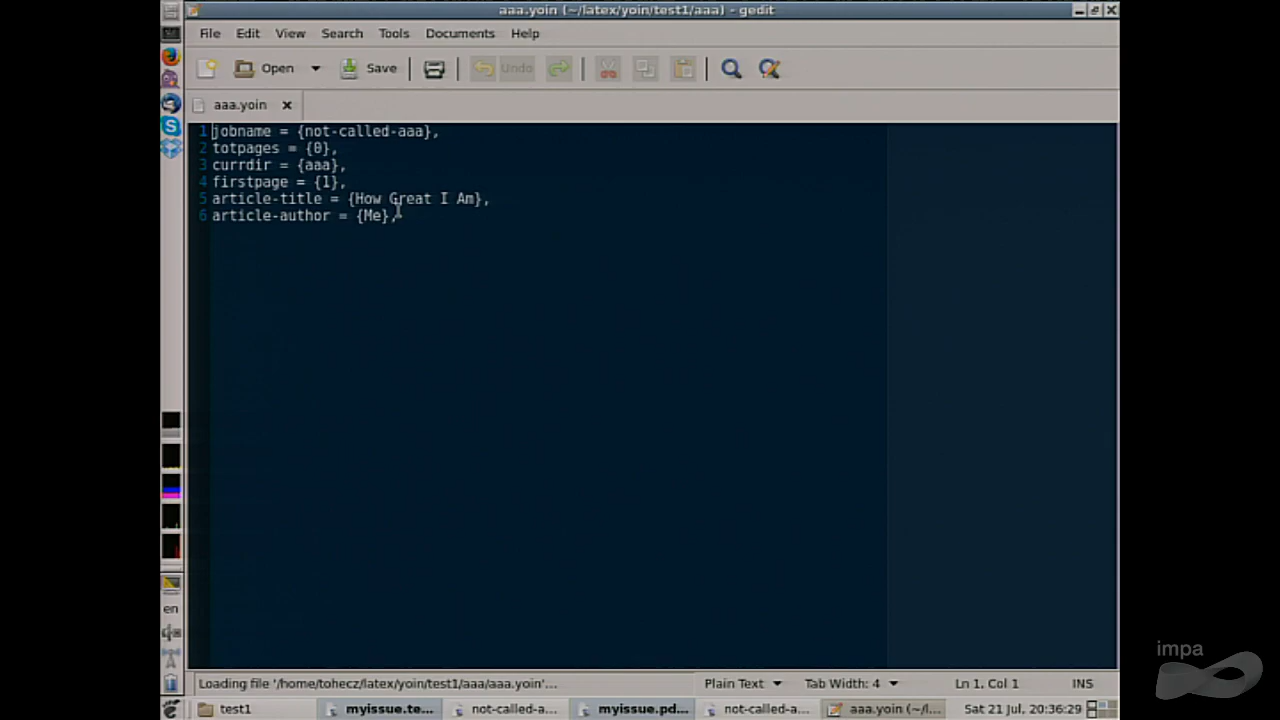 aaa.yoin (~/latex/yoin/test1/aaa) - gedit
File Edit View Search Tools Documents Help
Open Save Undo
aaa.yoin
1 jobname = {not-called-aaa},
2 totpages = {0},
3 currdir = {aaa},
4 firstpage = {1},
5 article-title = {How Great I Am},
6 article-author = {Me},
en
impa
Loading file '/home/tohecz/latex/yoin/test1/aaa/aaa.yoin'... Plain Text Tab Width: 4 Ln 1, Col 1 INS
test1 myissue.te... not-called-a... myissue.pd... not-called-a... aaa.yoin (~/l... Sat 21 Jul, 20:36:29